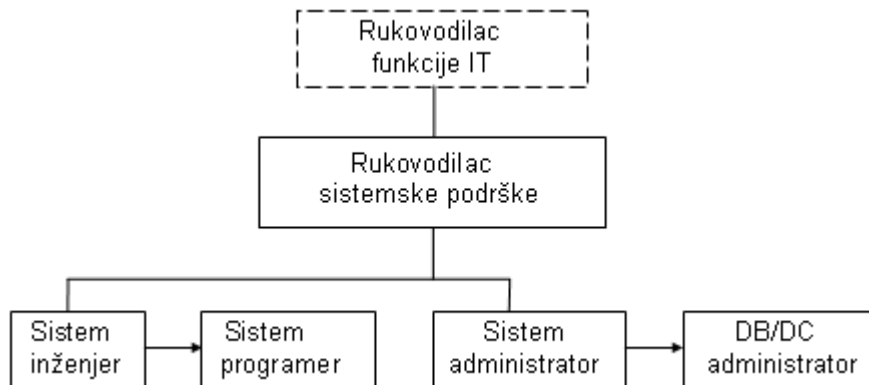 Rukovodilac
funkcije IT
Rukovodilac
sistemske podrške
Sistem
inženjer
Sistem
programer
Sistem
administrator
DB/DC
administrator